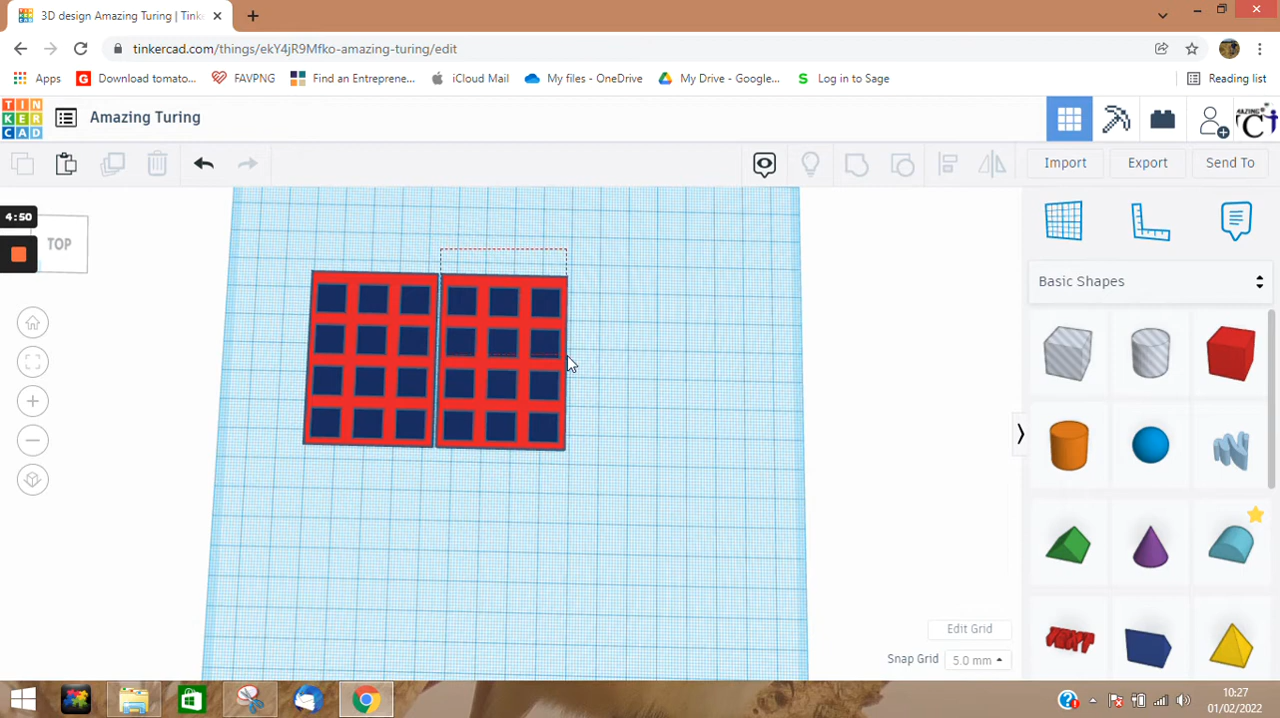 3D design Amazing Turing | Tink
tinkercad.com/things/ekY4jR9Mfko-amazing-turing/edit
Apps
Download tomato...
FAVPNG
Find an Entreprene...
iCloud Mail
My files - OneDrive
My Drive - Google...
Log in to Sage
Reading list
TIN
KER
CAD
Amazing Turing
Import
Export
Send To
4:50
TOP
Basic Shapes
TEXT
Edit Grid
Snap Grid
5.0 mm
10:27
01/02/2022